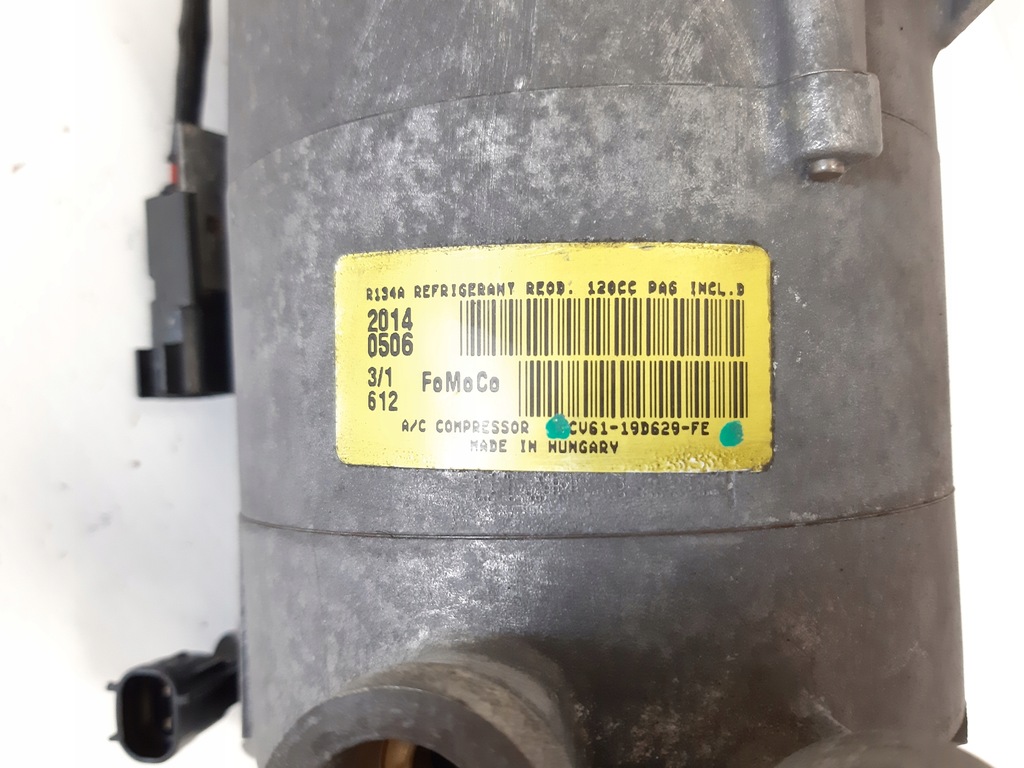 R134A REFRIGERANT REQD. 120CC PAG INCL.D
2014
0506
3/1 FoMoCo
612
A/C COMPRESSOR CV61-19D629-FE
MADE IN HUNGARY